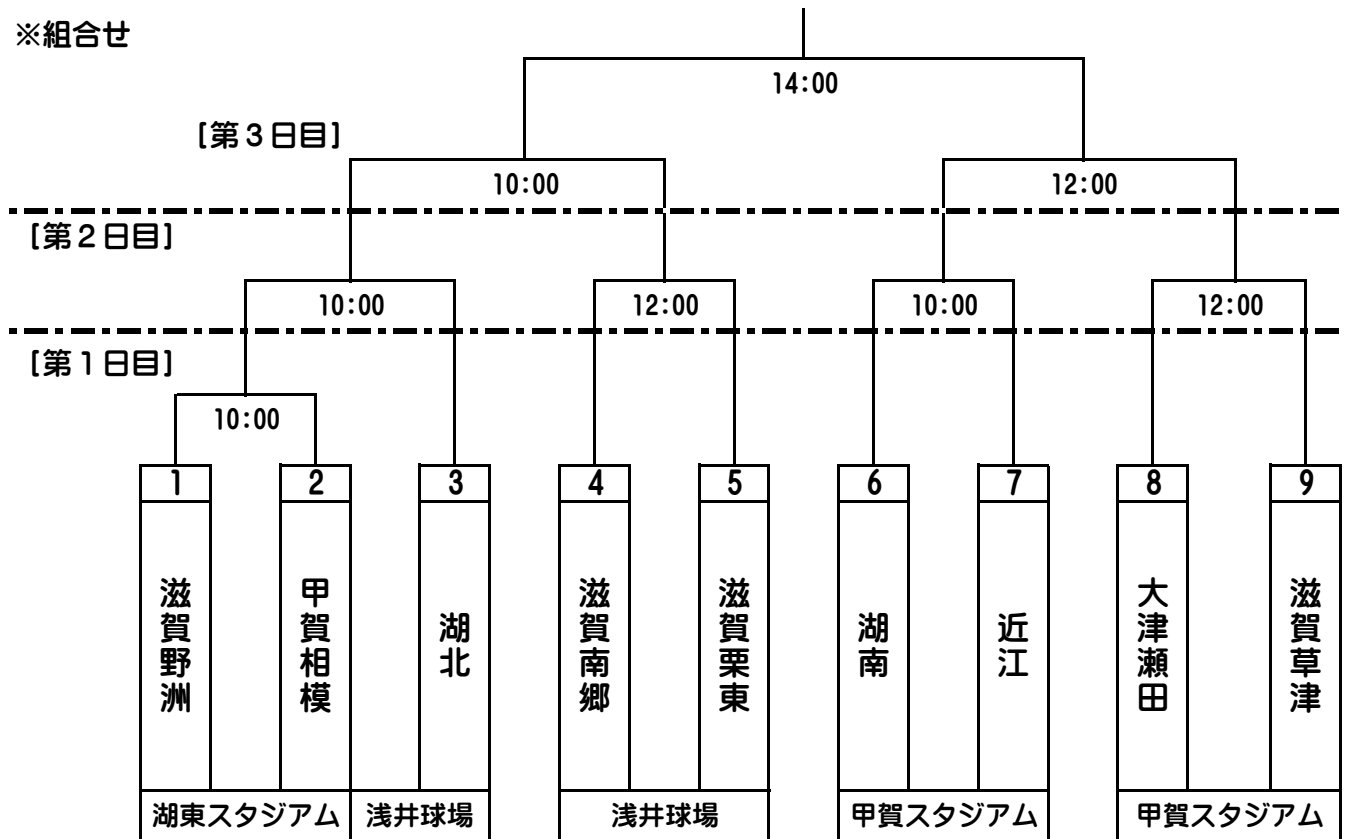 ※組合せ
14:00
[第3日目]
10:00
12:00
[第2日目]
10:00
12:00
10:00
12:00
[第1日目]
10:00
1
2
3
4
5
6
7
8
9
滋賀野洲
甲賀相模
湖北
滋賀南郷
滋賀栗東
湖南
近江
大津瀬田
滋賀草津
湖東スタジアム
浅井球場
浅井球場
甲賀スタジアム
甲賀スタジアム